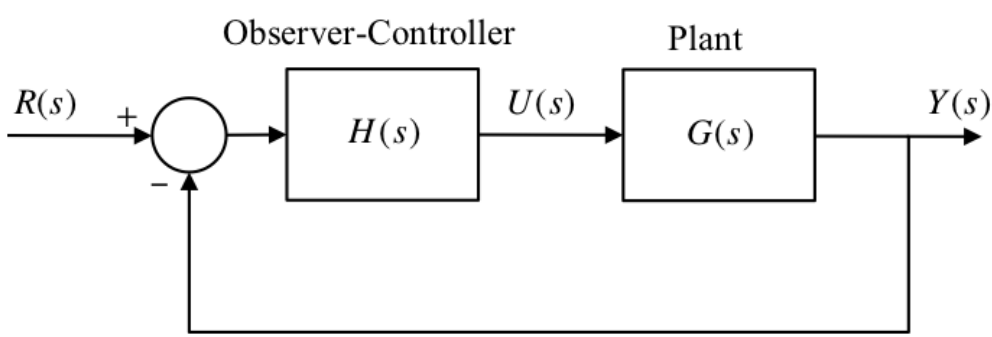 Observer-Controller
Plant
R(s)
+
H(s)
U(s)
G(s)
Y(s)
−